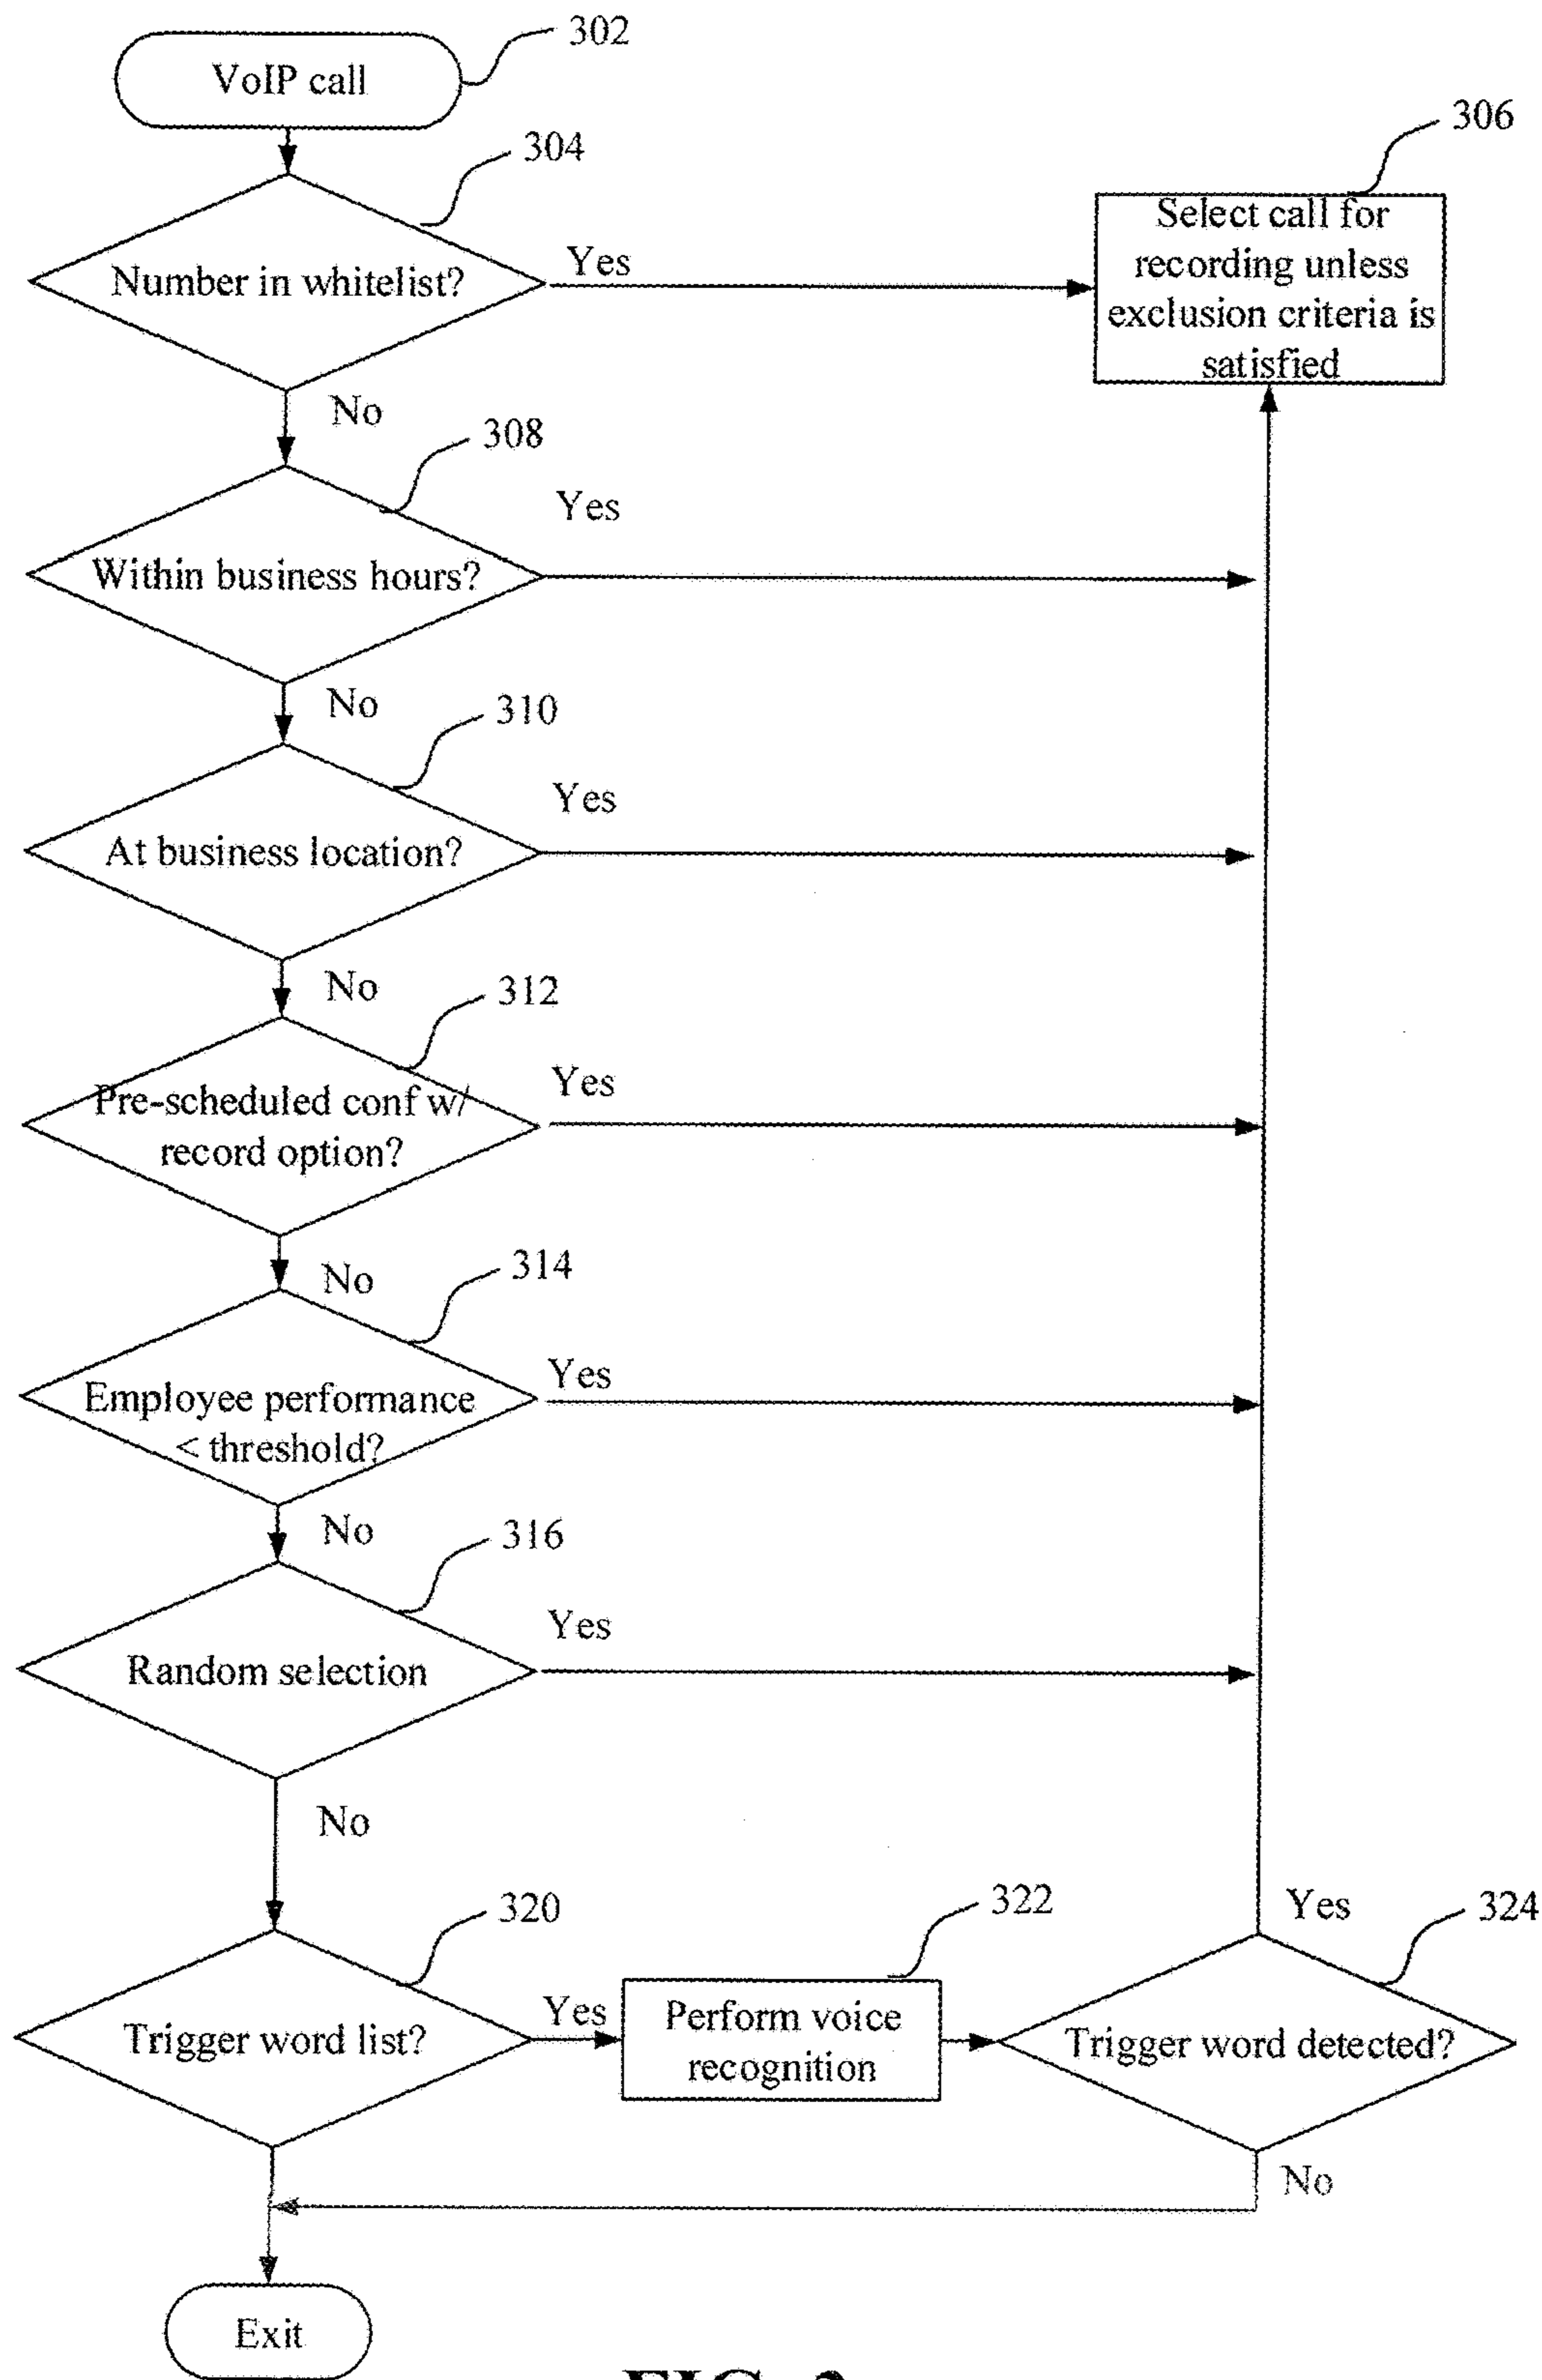 302
VoIP call
304
306
Select call for
recording unless
exclusion criteria is
satisfied
Number in whitelist?
Yes
No
308
Yes
Within business hours?
No
310
Yes
At business location?
No
312
Yes
Pre-scheduled conf w/
record option?
No
314
Yes
Employee performance
< threshold?
No
316
Yes
Random selection
No
320
322
Yes
324
Trigger word list?
Yes
Perform voice
recognition
Trigger word detected?
No
Exit